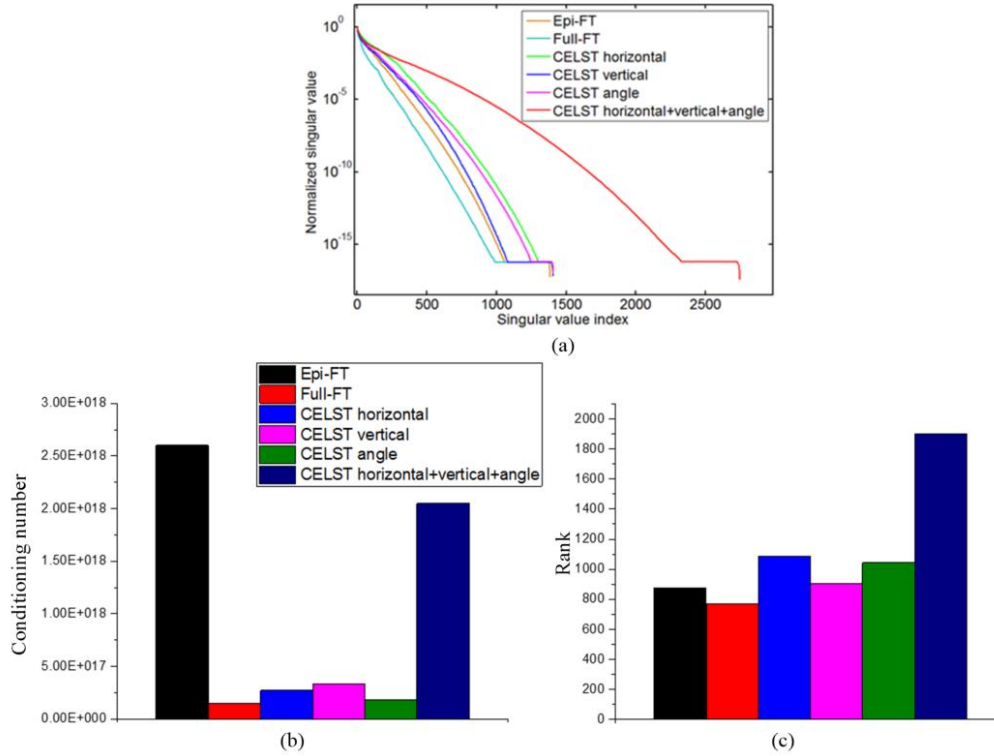 Normalized singular value
10^0
10^-5
10^-10
10^-15
Epi-FT
Full-FT
CELST horizontal
CELST vertical
CELST angle
CELST horizontal+vertical+angle
0
500
1000
1500
2000
2500
Singular value index
(a)
Epi-FT
Full-FT
CELST horizontal
CELST vertical
CELST angle
CELST horizontal+vertical+angle
Conditioning number
3.00E+018
2.50E+018
2.00E+018
1.50E+018
1.00E+018
5.00E+017
0.00E+000
(b)
Rank
2000
1800
1600
1400
1200
1000
800
600
400
200
0
(c)